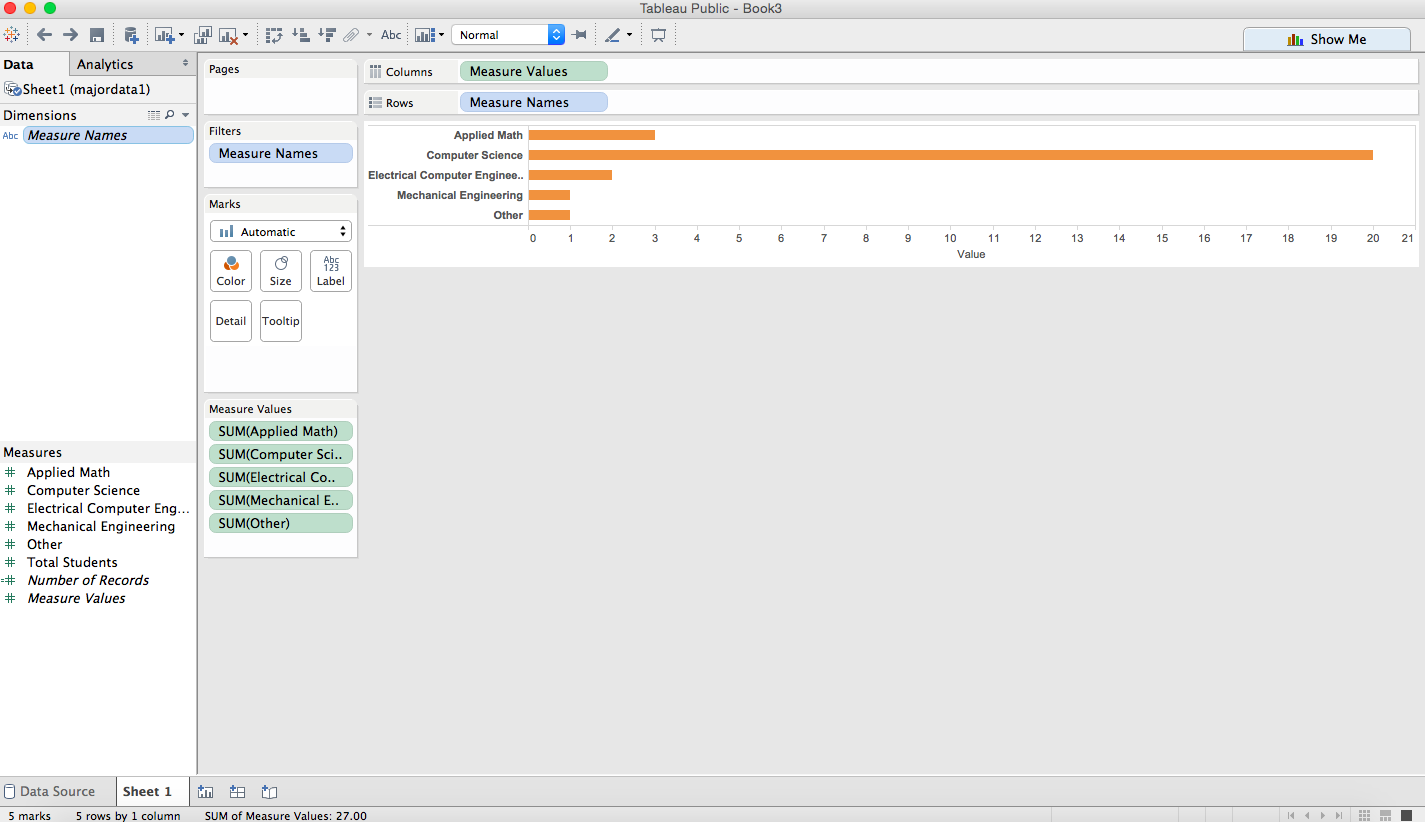 Tableau Public - Book3
Abc
Normal
Show Me
Data
Analytics
Sheet1 (majordata1)
Dimensions
Abc
Measure Names
Measures
Applied Math
Computer Science
Electrical Computer Eng...
Mechanical Engineering
Other
Total Students
Number of Records
Measure Values
Pages
Filters
Measure Names
Marks
Automatic
Color
Size
Abc
123
Label
Detail
Tooltip
Measure Values
SUM(Applied Math)
SUM(Computer Sci..
SUM(Electrical Co..
SUM(Mechanical E..
SUM(Other)
Columns
Measure Values
Rows
Measure Names
Applied Math
Computer Science
Electrical Computer Enginee..
Mechanical Engineering
Other
0 1 2 3 4 5 6 7 8 9 10 11 12 13 14 15 16 17 18 19 20 21
Value
Data Source
Sheet 1
5 marks
5 rows by 1 column
SUM of Measure Values: 27.00